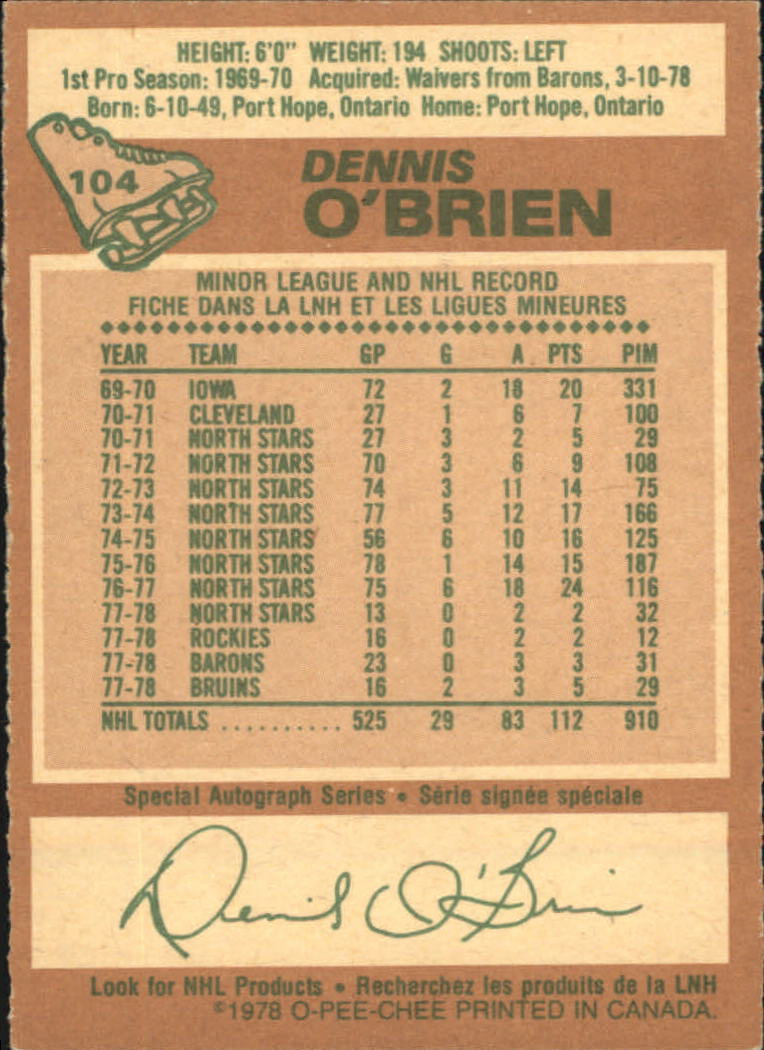 HEIGHT: 6'0" WEIGHT: 194 SHOOTS: LEFT
1st Pro Season: 1969-70 Acquired: Waivers from Barons, 3-10-78
Born: 6-10-49, Port Hope, Ontario Home: Port Hope, Ontario
104
DENNIS
O'BRIEN
MINOR LEAGUE AND NHL RECORD
FICHE DANS LA LNH ET LES LIGUES MINEURES
YEAR TEAM GP G A PTS PIM
69-70 IOWA 72 2 18 20 331
70-71 CLEVELAND 27 1 6 7 100
70-71 NORTH STARS 27 3 2 5 29
71-72 NORTH STARS 70 3 6 9 108
72-73 NORTH STARS 74 3 11 14 75
73-74 NORTH STARS 77 5 12 17 166
74-75 NORTH STARS 56 6 10 16 125
75-76 NORTH STARS 78 1 14 15 187
76-77 NORTH STARS 75 6 18 24 116
77-78 NORTH STARS 13 0 2 2 32
77-78 ROCKIES 16 0 2 2 12
77-78 BARONS 23 0 3 3 31
77-78 BRUINS 16 2 3 5 29
NHL TOTALS .......... 525 29 83 112 910
Special Autograph Series • Série signée spéciale
Dennis O'Brien
Look for NHL Products • Recherchez les produits de la LNH
©1978 O-PEE-CHEE PRINTED IN CANADA.